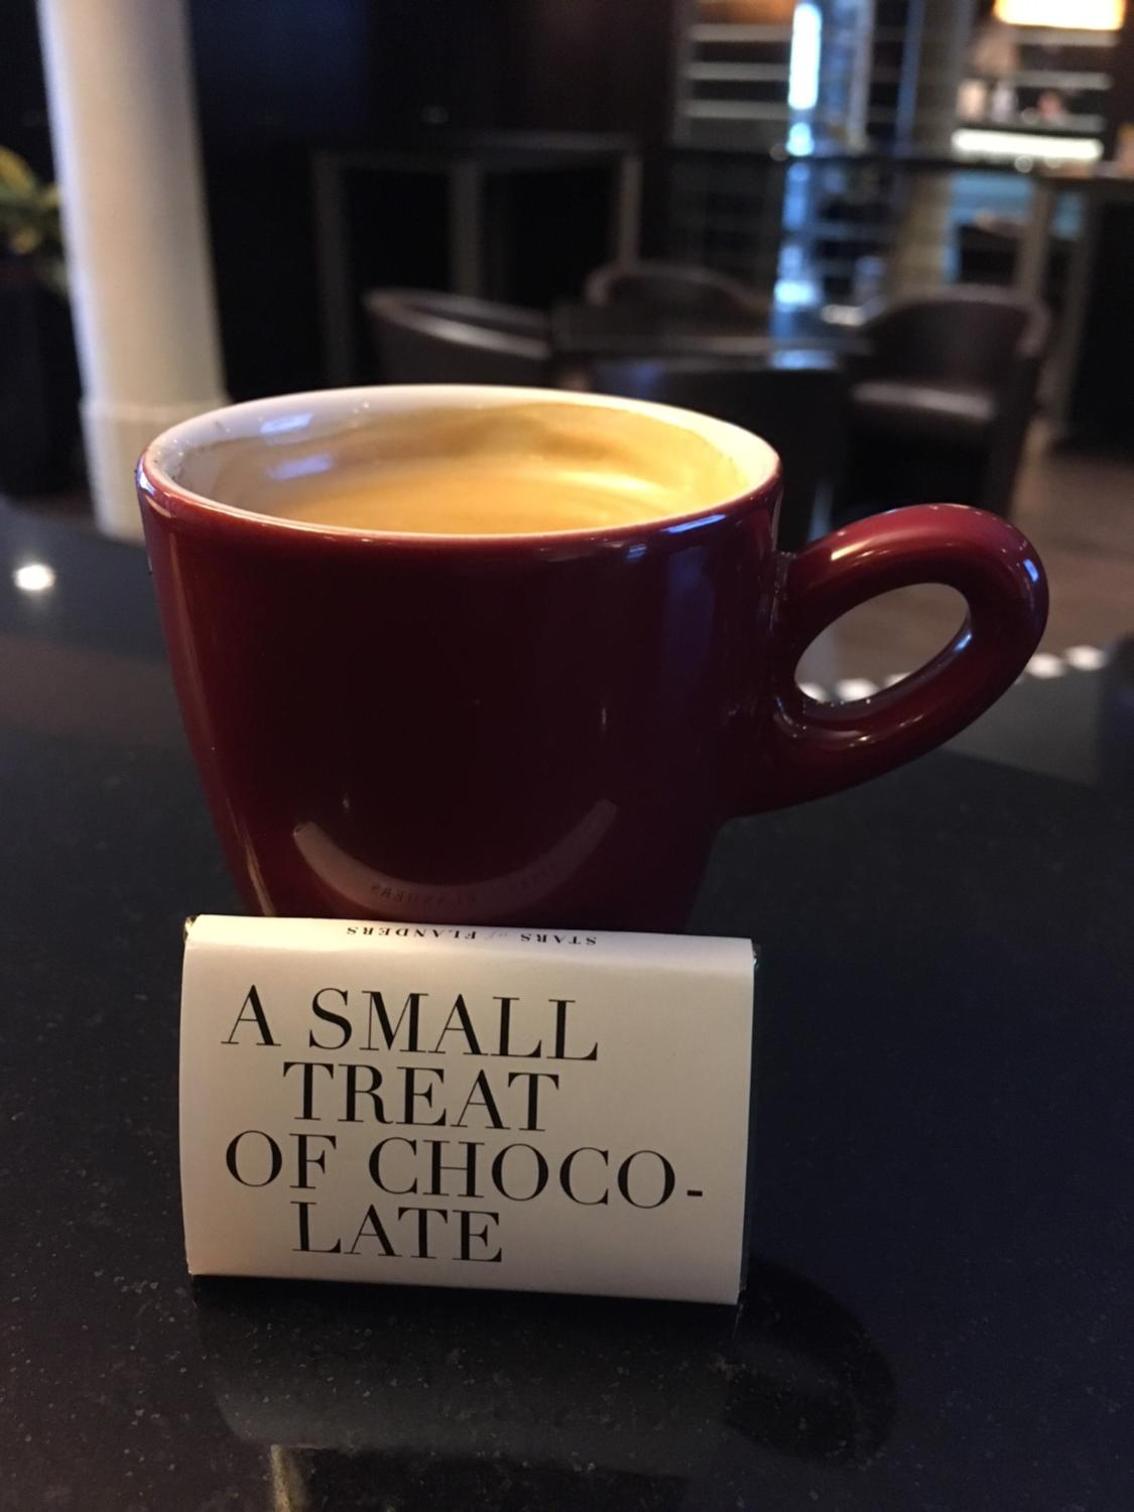 STARS of FLANDERS
A SMALL
TREAT
OF CHOCO-
LATE